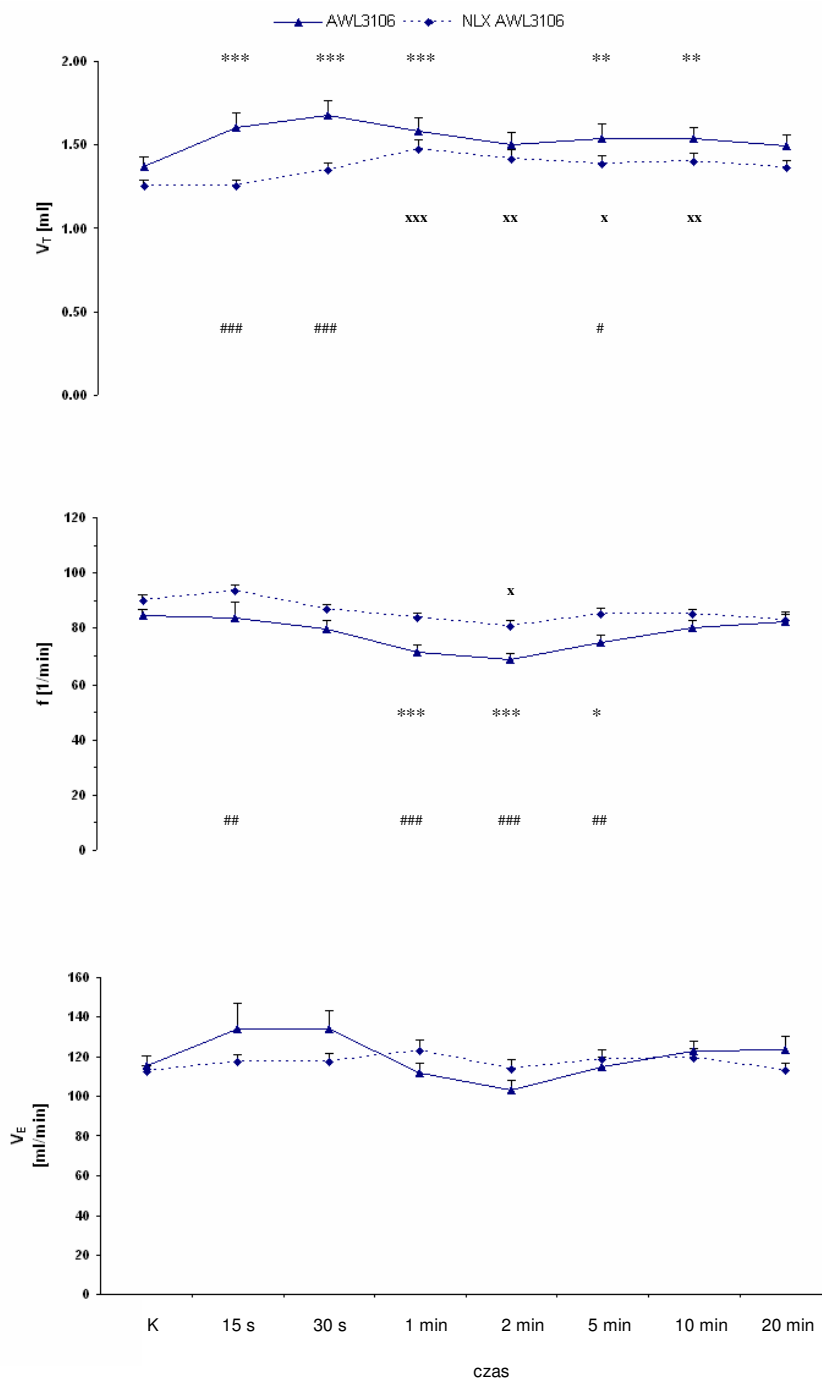 AWL3106 NLX AWL3106
*** *** *** ** **
2.00
1.50
1.00
0.50
0.00
V_T [ml]
xxx xx x xx
### ### #
120
100
80
60
40
20
0
f [1/min]
x
*** *** *
## ### ### ##
160
140
120
100
80
60
40
20
0
V_E
[ml/min]
K 15 s 30 s 1 min 2 min 5 min 10 min 20 min
czas